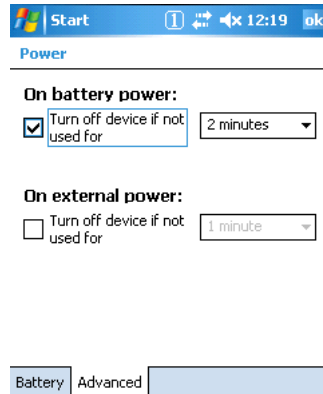 Start 1 12:19 ok
Power
On battery power:
Turn off device if not
used for
2 minutes
On external power:
Turn off device if not
used for
1 minute
Battery Advanced